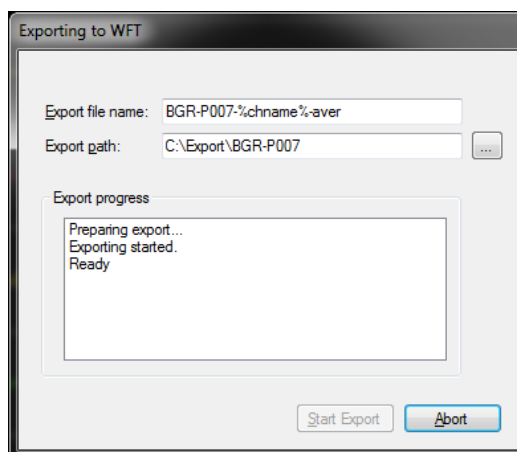 Exporting to WFT
Export file name: BGR-P007-%chname%-aver
Export path: C:\Export\BGR-P007 ...
Export progress
Preparing export...
Exporting started.
Ready
Start Export Abort